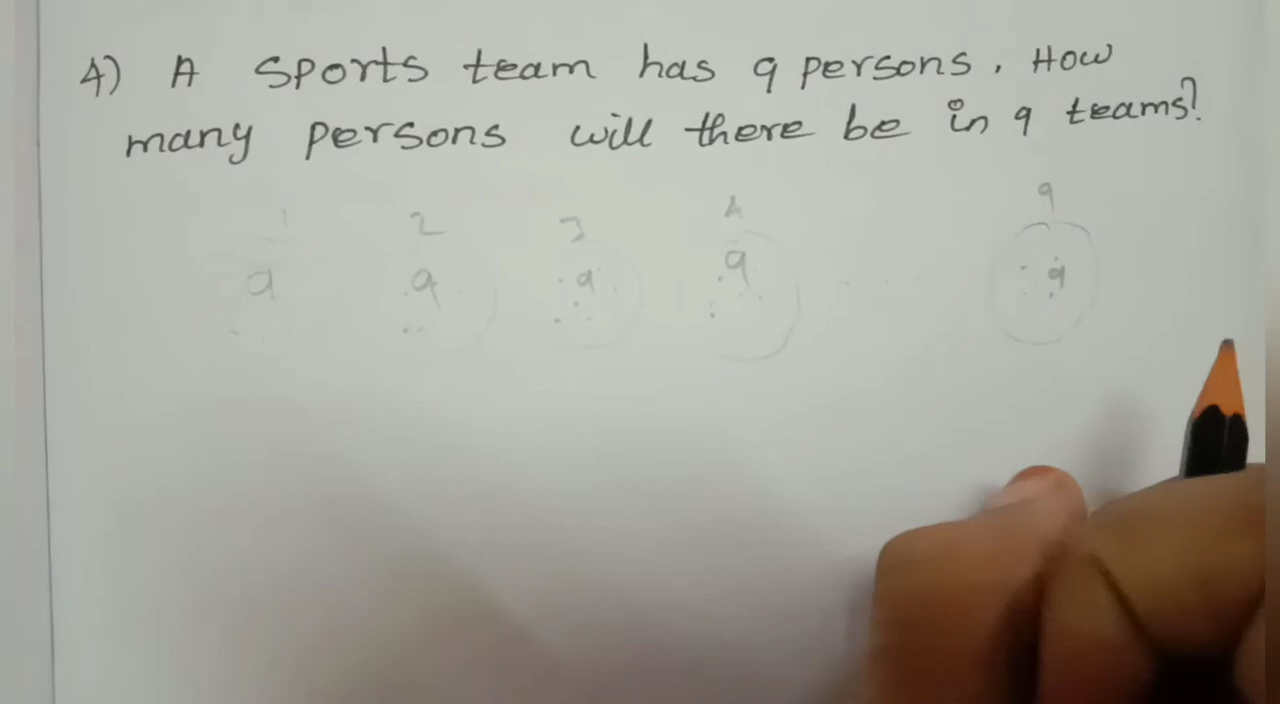 4) A sports team has 9 persons. How
many persons will there be in 9 teams?
1 2 3 4 9
9 9 9 9 ..... 9